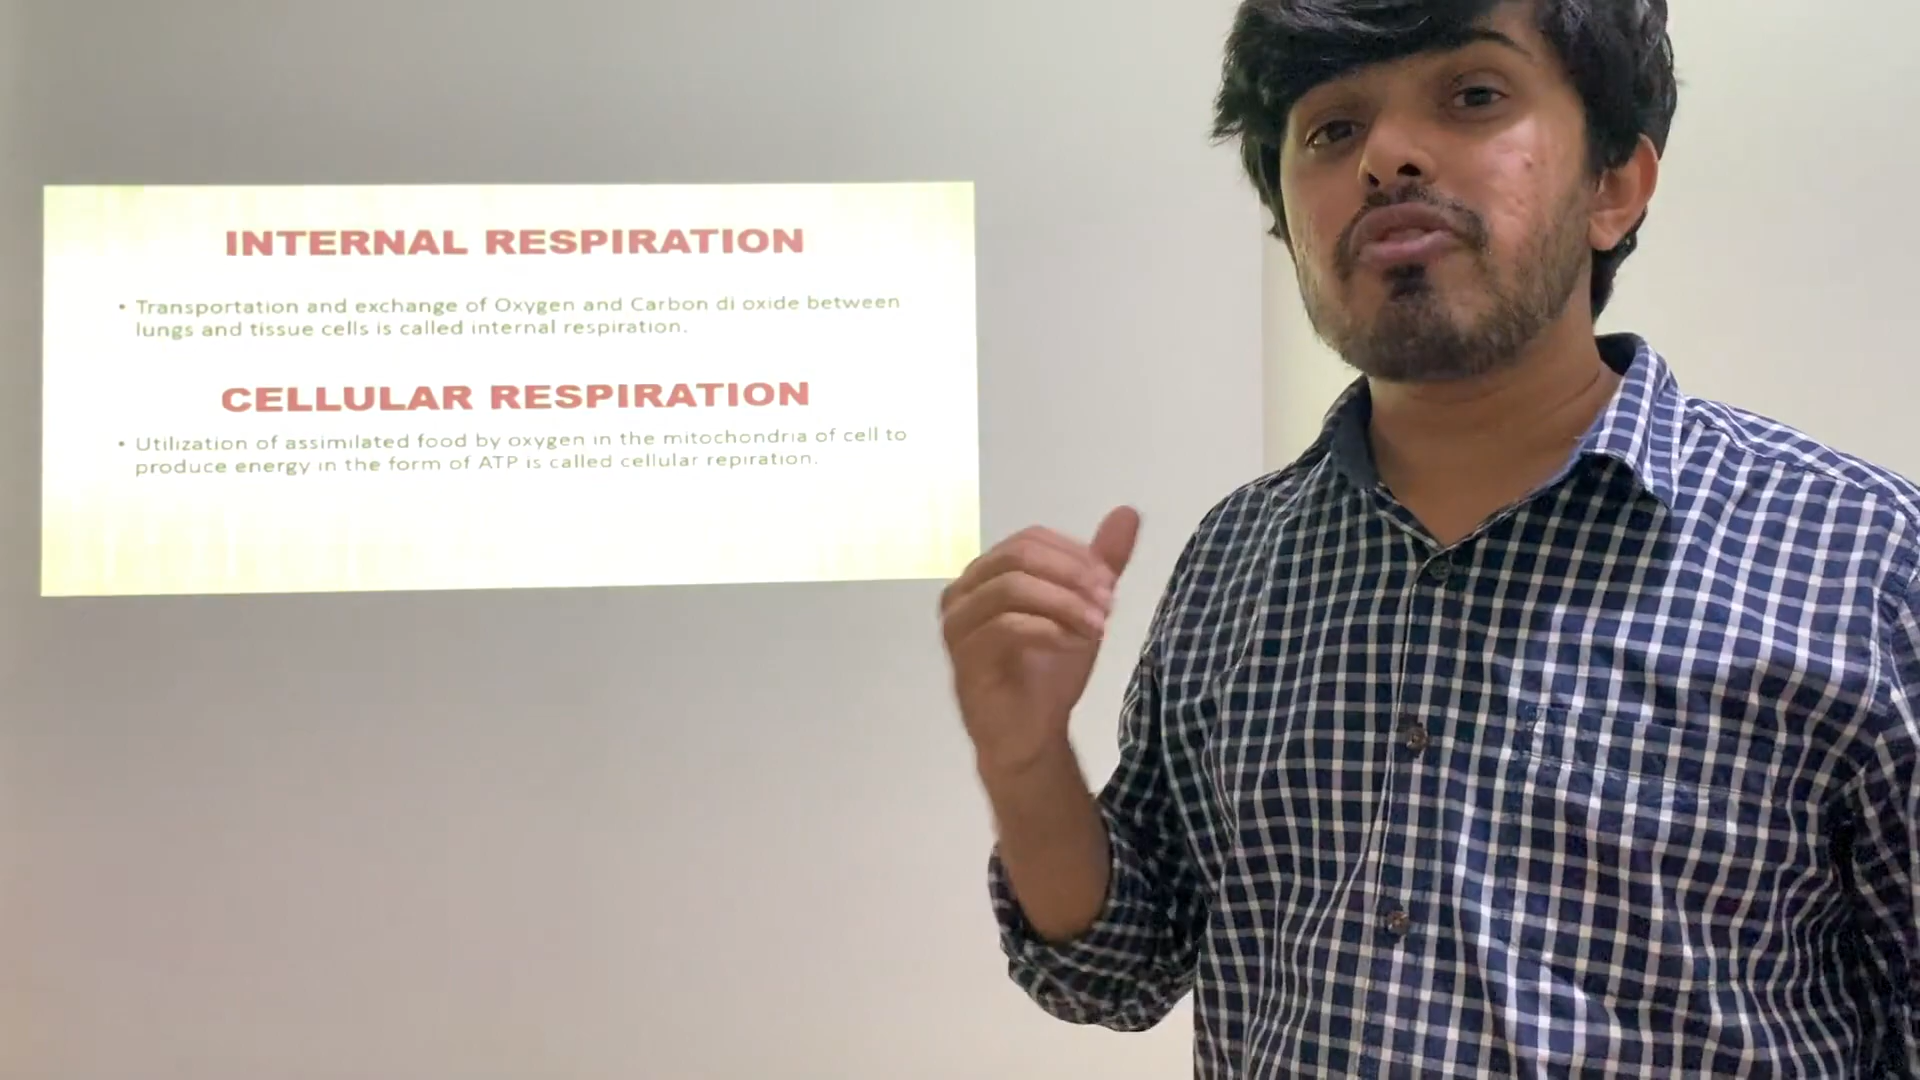 INTERNAL RESPIRATION
• Transportation and exchange of Oxygen and Carbon di oxide between
lungs and tissue cells is called internal respiration.
CELLULAR RESPIRATION
• Utilization of assimilated food by oxygen in the mitochondria of cell to
produce energy in the form of ATP is called cellular repiration.